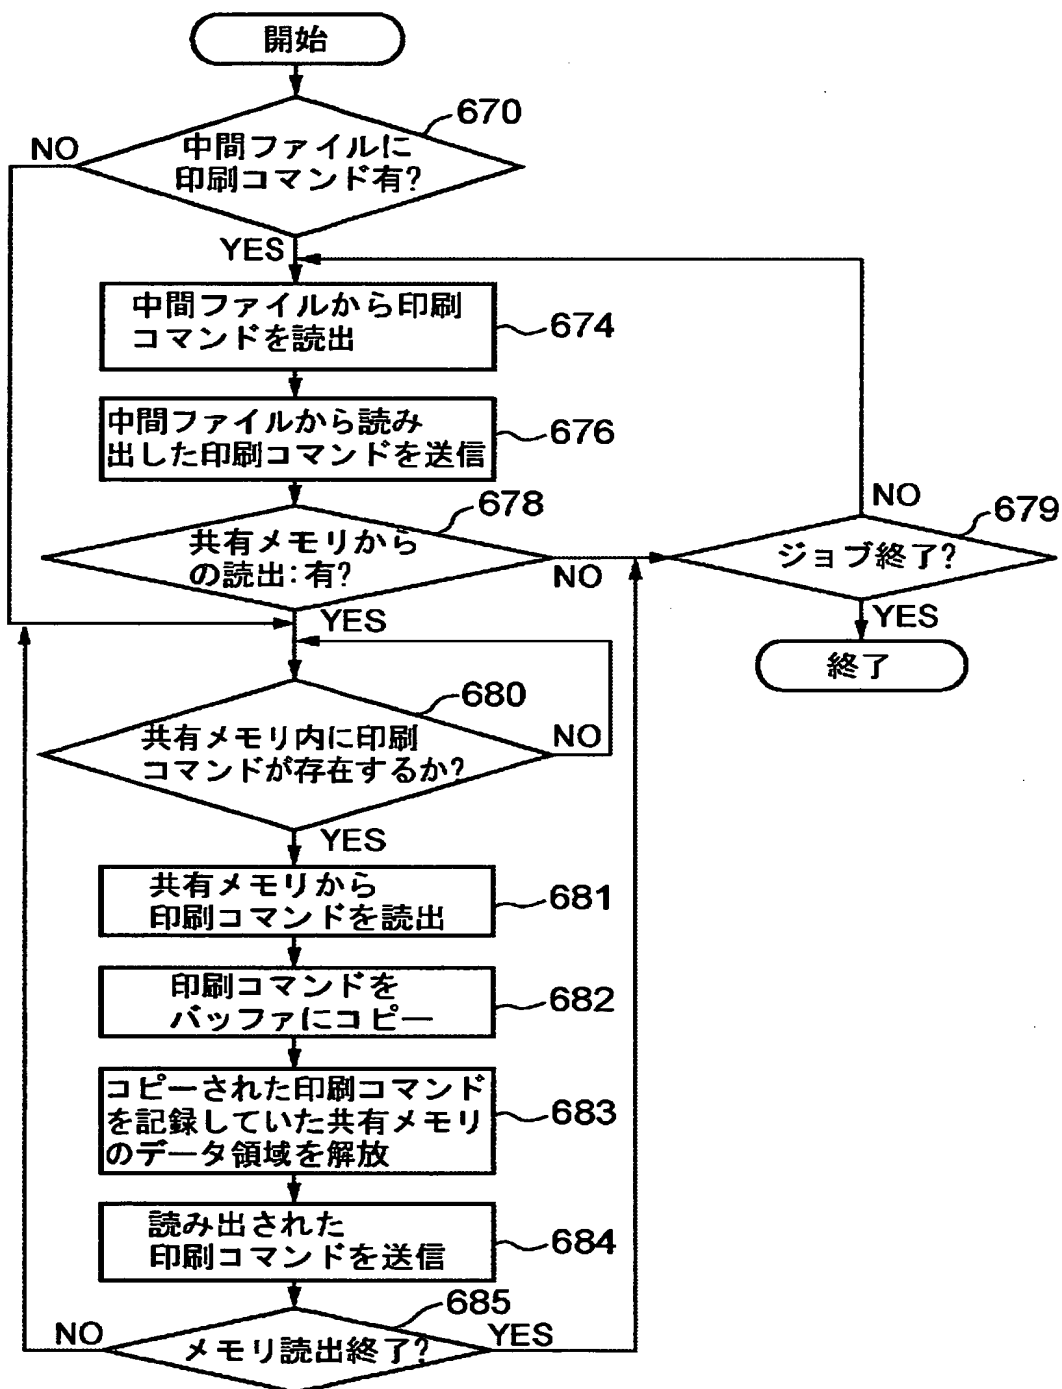 開始
670
NO
中間ファイルに
印刷コマンド有?
YES
中間ファイルから印刷
コマンドを読出
674
中間ファイルから読み
出した印刷コマンドを送信
676
678
共有メモリから
の読出:有?
NO
YES
NO
679
ジョブ終了?
YES
終了
680
共有メモリ内に印刷
コマンドが存在するか?
NO
YES
共有メモリから
印刷コマンドを読出
681
印刷コマンドを
バッファにコピー
682
コピーされた印刷コマンド
を記録していた共有メモリ
のデータ領域を解放
683
読み出された
印刷コマンドを送信
684
685
NO
メモリ読出終了?
YES